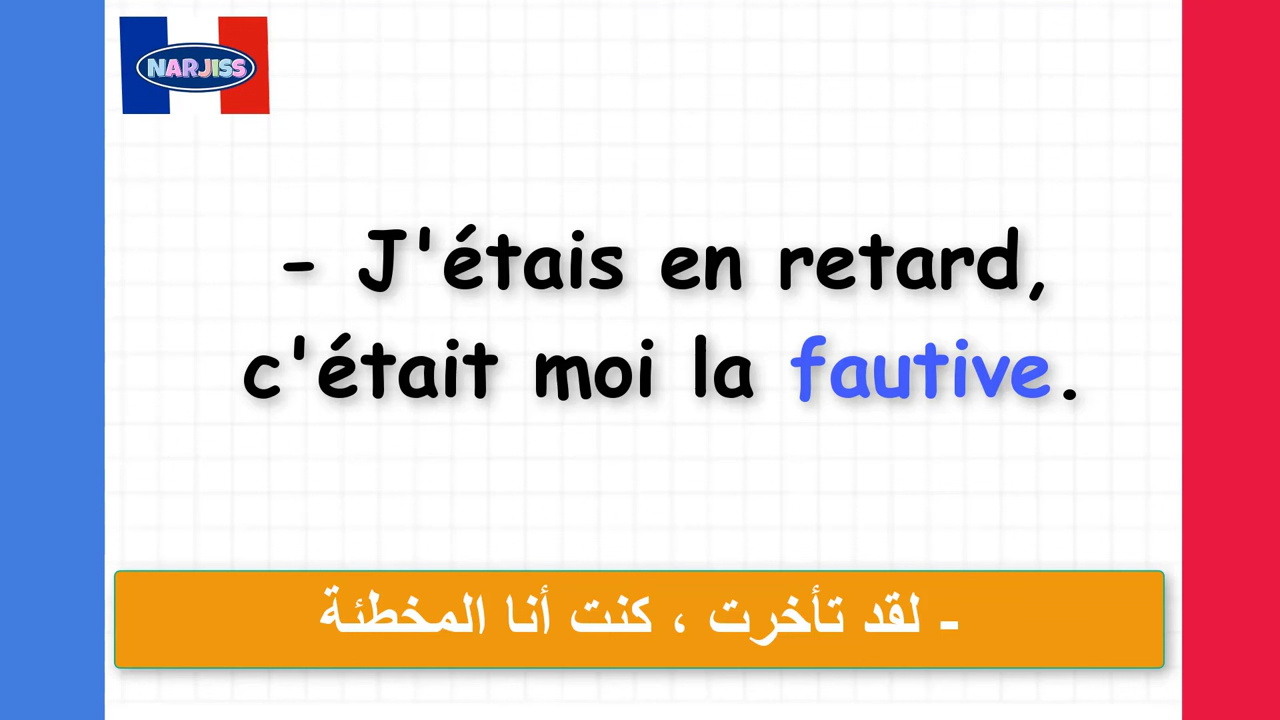 NARJISS
- J'étais en retard,
c'était moi la fautive.
- لقد تأخرت ، كنت أنا المخطئة